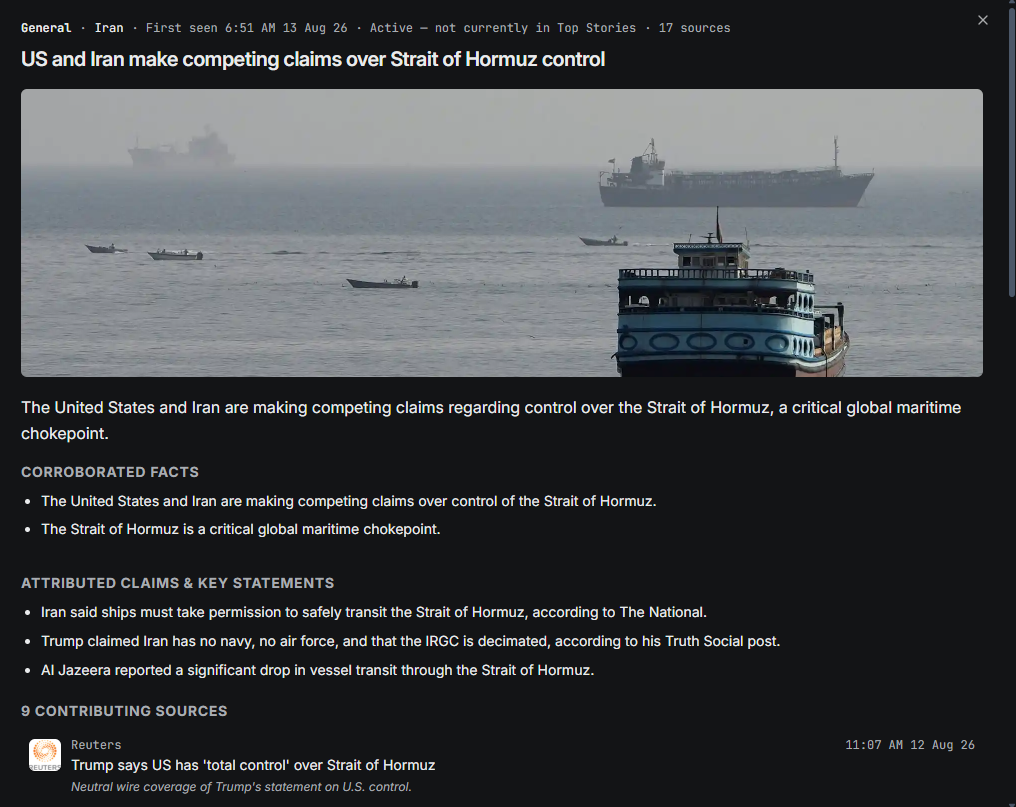 General · Iran · First seen 6:51 AM 13 Aug 26 · Active — not currently in Top Stories · 17 sources
US and Iran make competing claims over Strait of Hormuz control
The United States and Iran are making competing claims regarding control over the Strait of Hormuz, a critical global maritime
chokepoint.
CORROBORATED FACTS
• The United States and Iran are making competing claims over control of the Strait of Hormuz.
• The Strait of Hormuz is a critical global maritime chokepoint.
ATTRIBUTED CLAIMS & KEY STATEMENTS
• Iran said ships must take permission to safely transit the Strait of Hormuz, according to The National.
• Trump claimed Iran has no navy, no air force, and that the IRGC is decimated, according to his Truth Social post.
• Al Jazeera reported a significant drop in vessel transit through the Strait of Hormuz.
9 CONTRIBUTING SOURCES
REUTERS
Reuters 11:07 AM 12 Aug 26
Trump says US has 'total control' over Strait of Hormuz
Neutral wire coverage of Trump's statement on U.S. control.